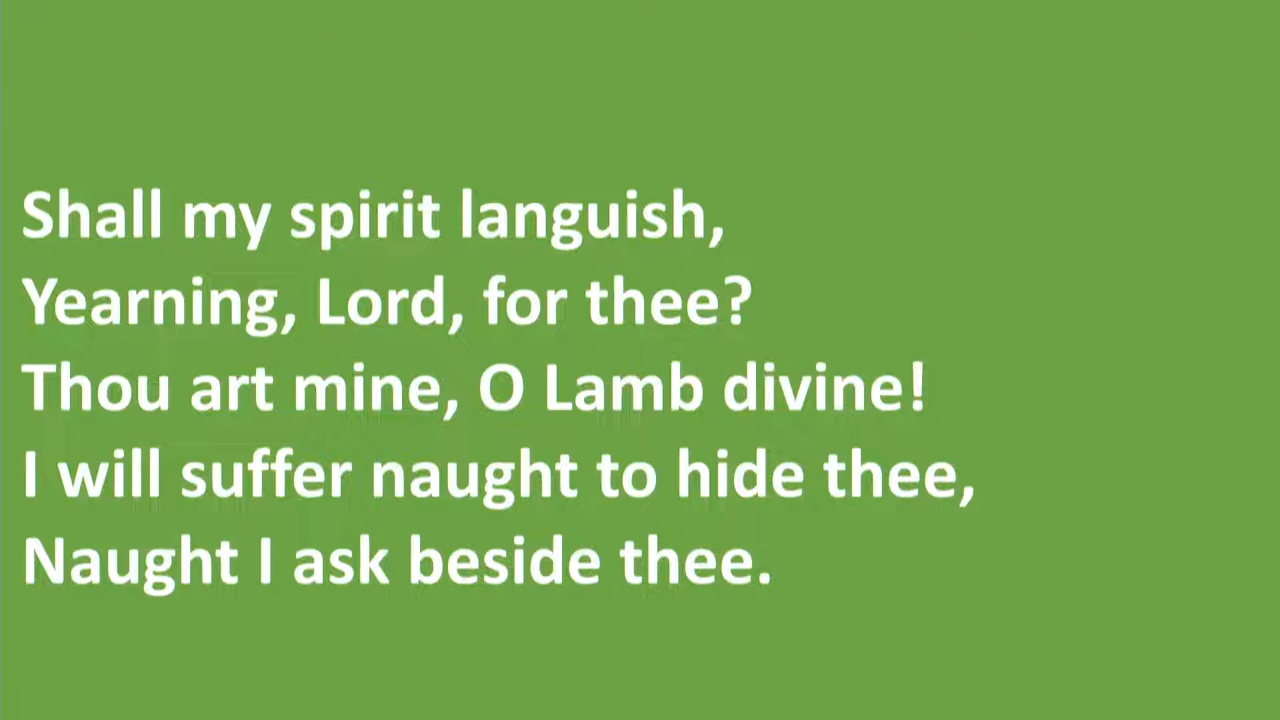 Shall my spirit languish,
Yearning, Lord, for thee?
Thou art mine, O Lamb divine!
I will suffer naught to hide thee,
Naught I ask beside thee.